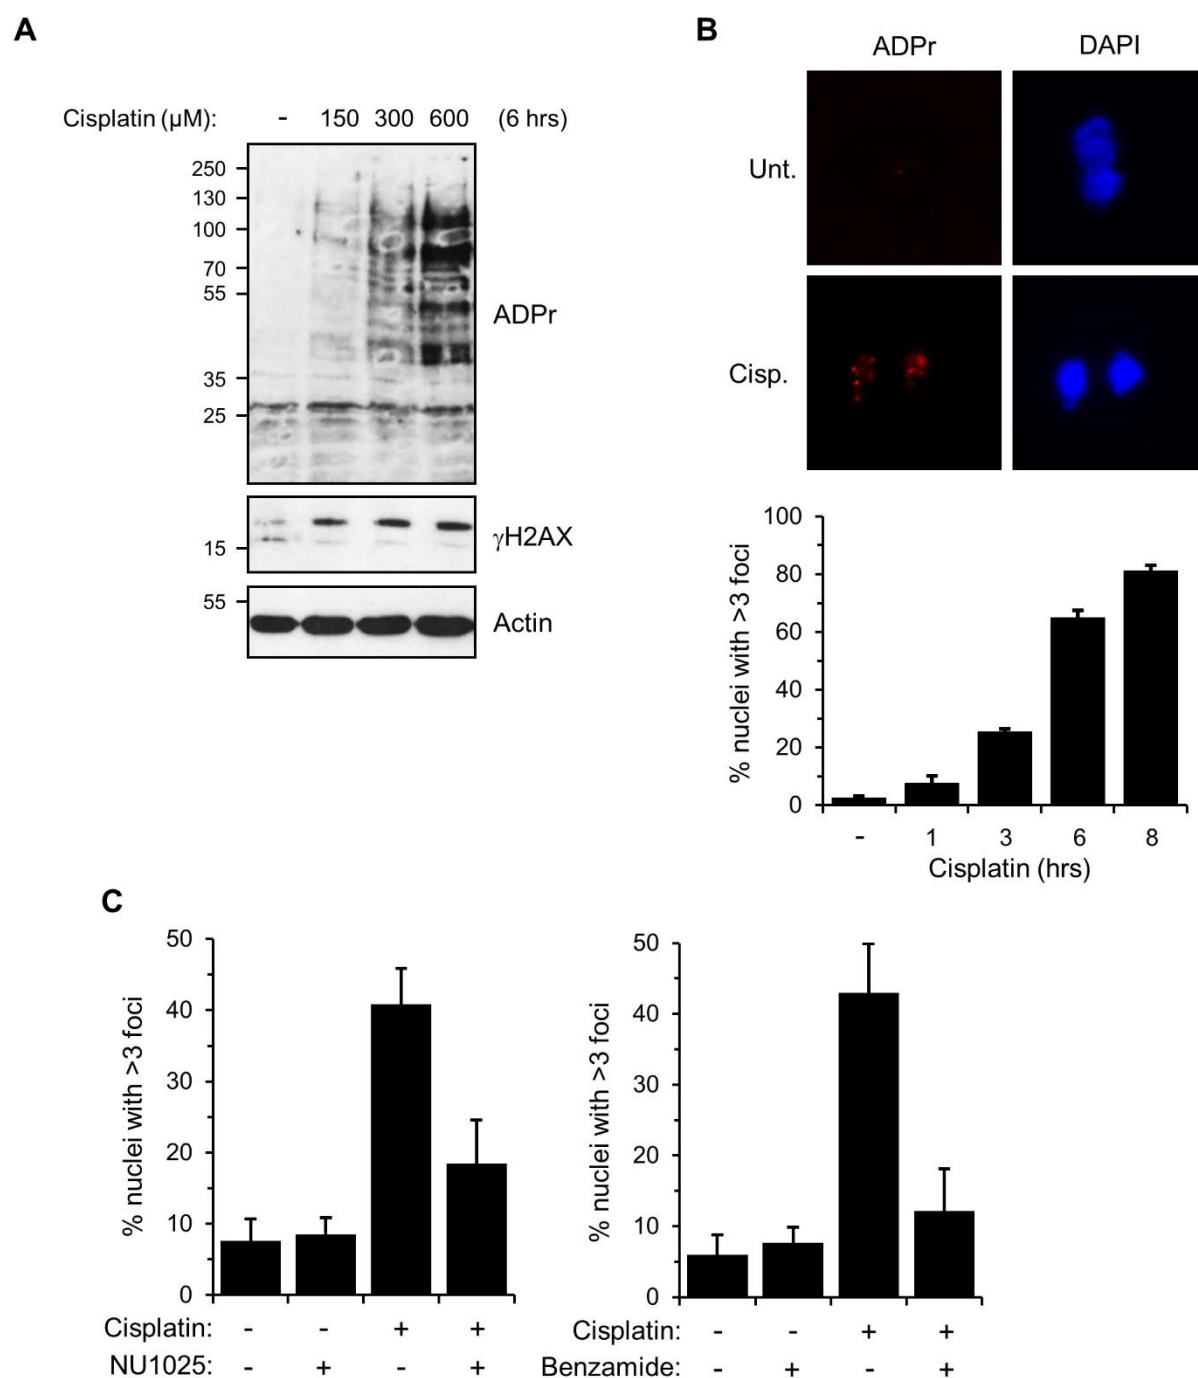 A
Cisplatin (μM): - 150 300 600 (6 hrs)
250
130
100
70
55
35
25
ADPr
15
γH2AX
55
Actin
B
ADPr DAPI
Unt.
Cisp.
% nuclei with >3 foci
100
80
60
40
20
0
- 1 3 6 8
Cisplatin (hrs)
C
% nuclei with >3 foci
50
40
30
20
10
0
Cisplatin: - - + +
NU1025: - + - +
% nuclei with >3 foci
50
40
30
20
10
0
Cisplatin: - - + +
Benzamide: - + - +